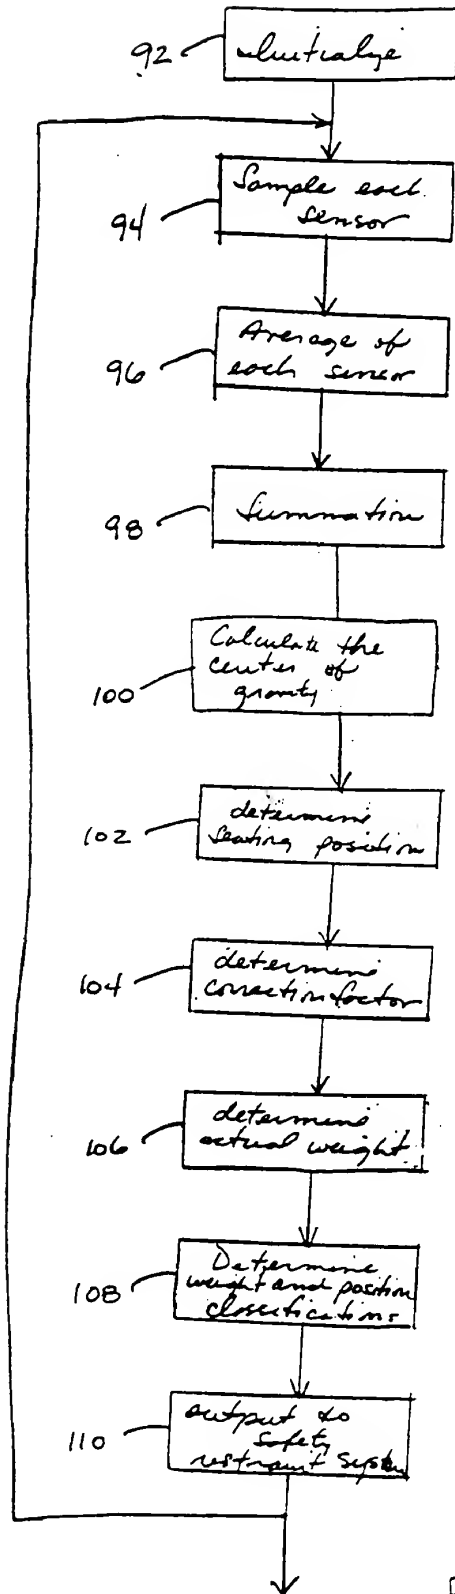 92
Initialize
Sample each
sensor
94
Average of
each sensor
96
Summation
98
Calculate the
center of
gravity
100
determine
seating position
102
determine
correction factor
104
determine
actual weight
106
Determine
weight and position
classifications
108
output to
safety
restraint system
110